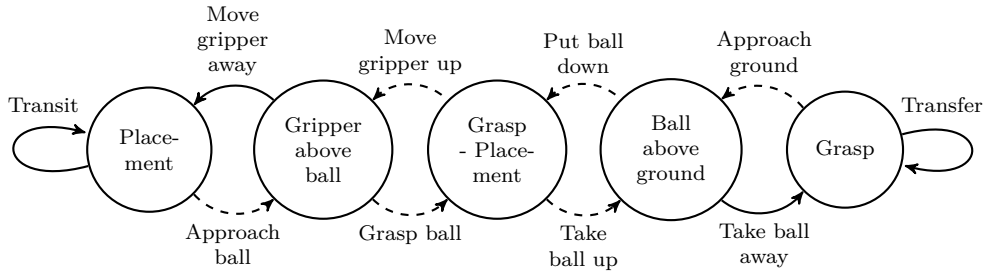 Move
gripper
away
Move
gripper up
Put ball
down
Approach
ground
Transit
Transfer
Place-
ment
Gripper
above
ball
Grasp
- Place-
ment
Ball
above
ground
Grasp
Approach
ball
Grasp ball
Take
ball up
Take ball
away